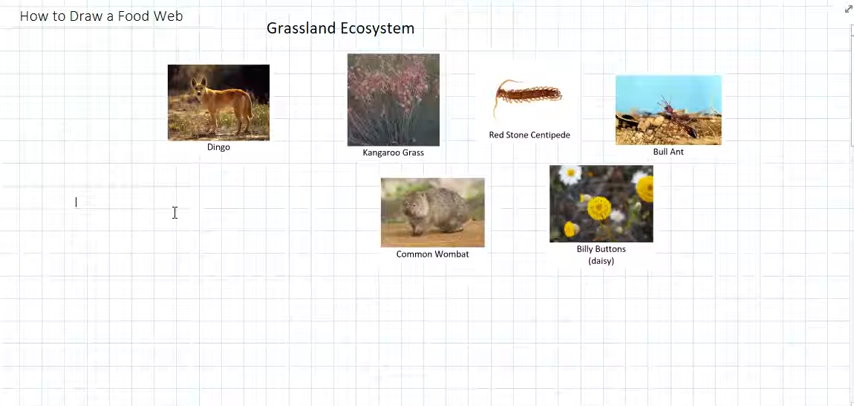 How to Draw a Food Web
Grassland Ecosystem
Dingo
Kangaroo Grass
Red Stone Centipede
Bull Ant
Common Wombat
Billy Buttons
(daisy)